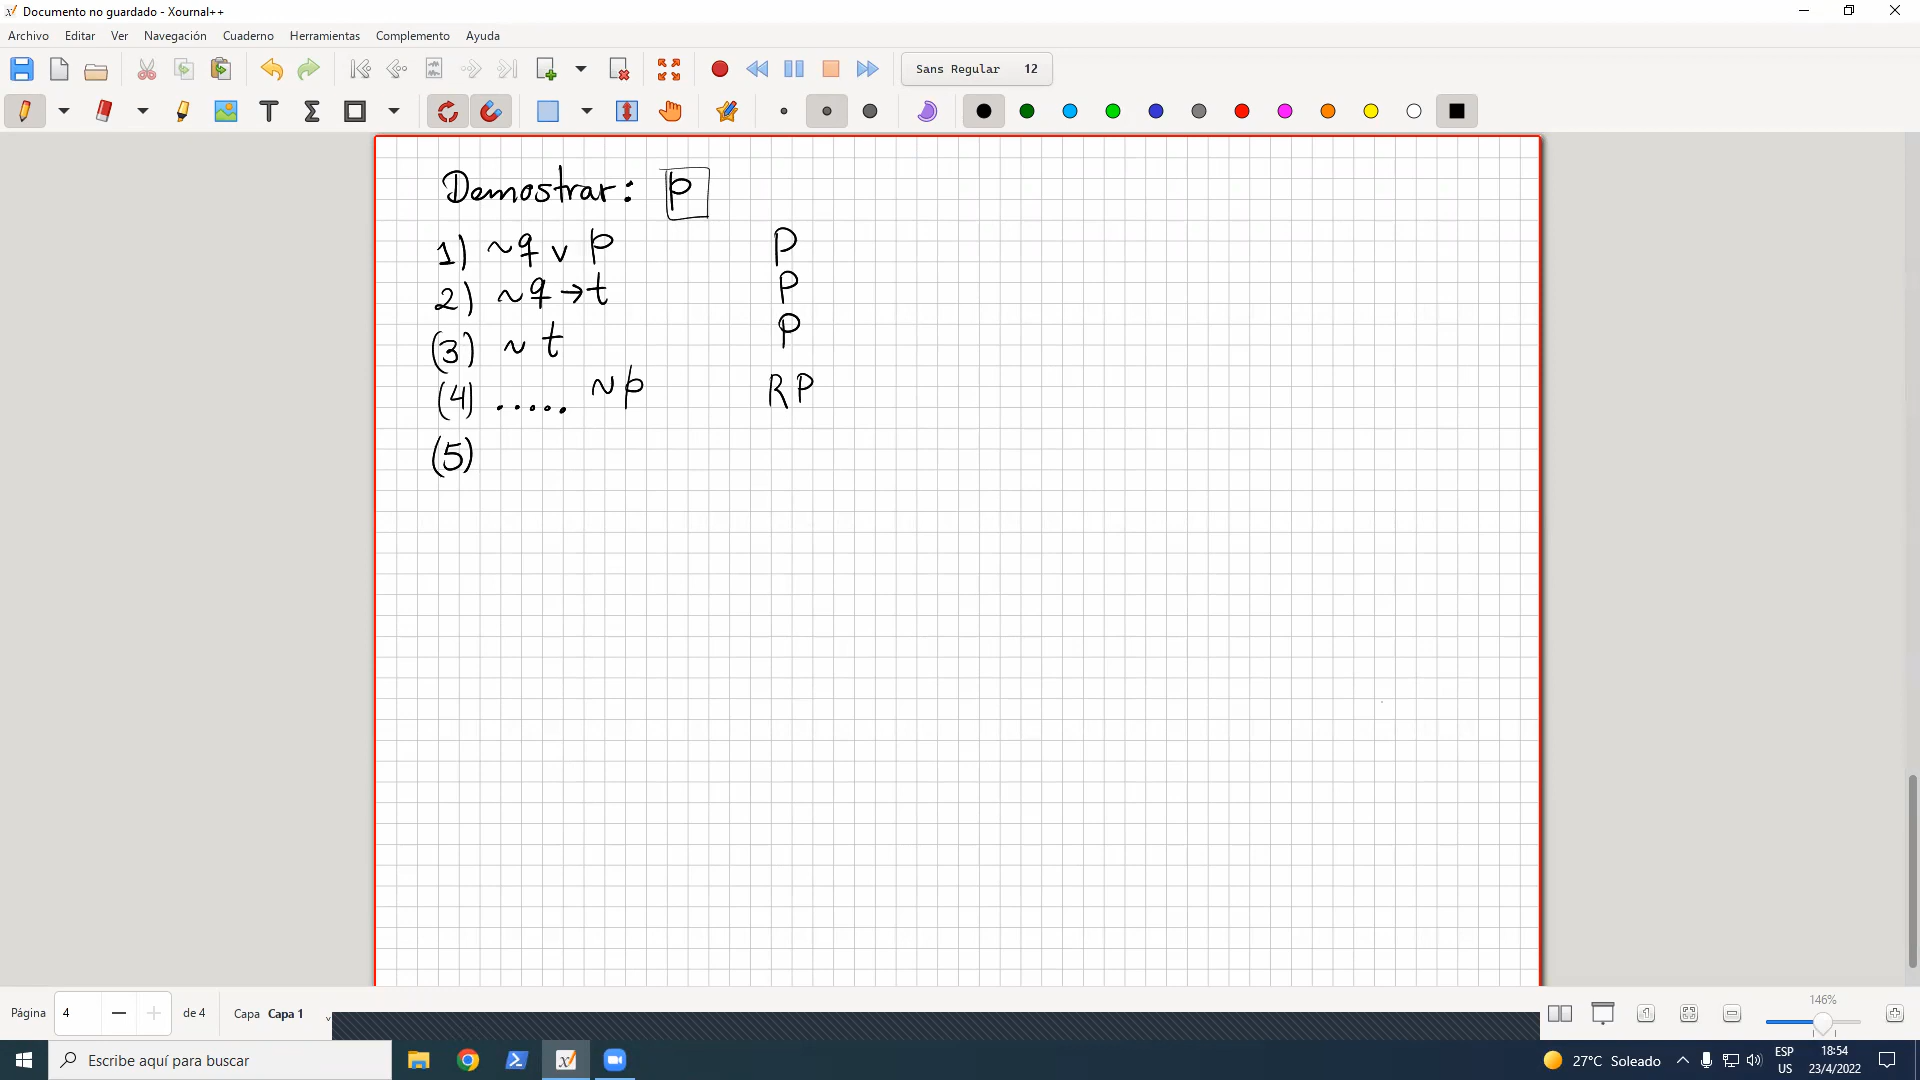 Documento no guardado - Xournal++
Archivo Editar Ver Navegación Cuaderno Herramientas Complemento Ayuda
Sans Regular 12
Demostrar: p
1) ~q v p P
2) ~q → t P
(3) ~ t P
(4) ..... ~p RP
(5)
Página 4 de 4 Capa Capa 1
146%
Escribe aquí para buscar
27°C Soleado
ESP
US
18:54
23/4/2022